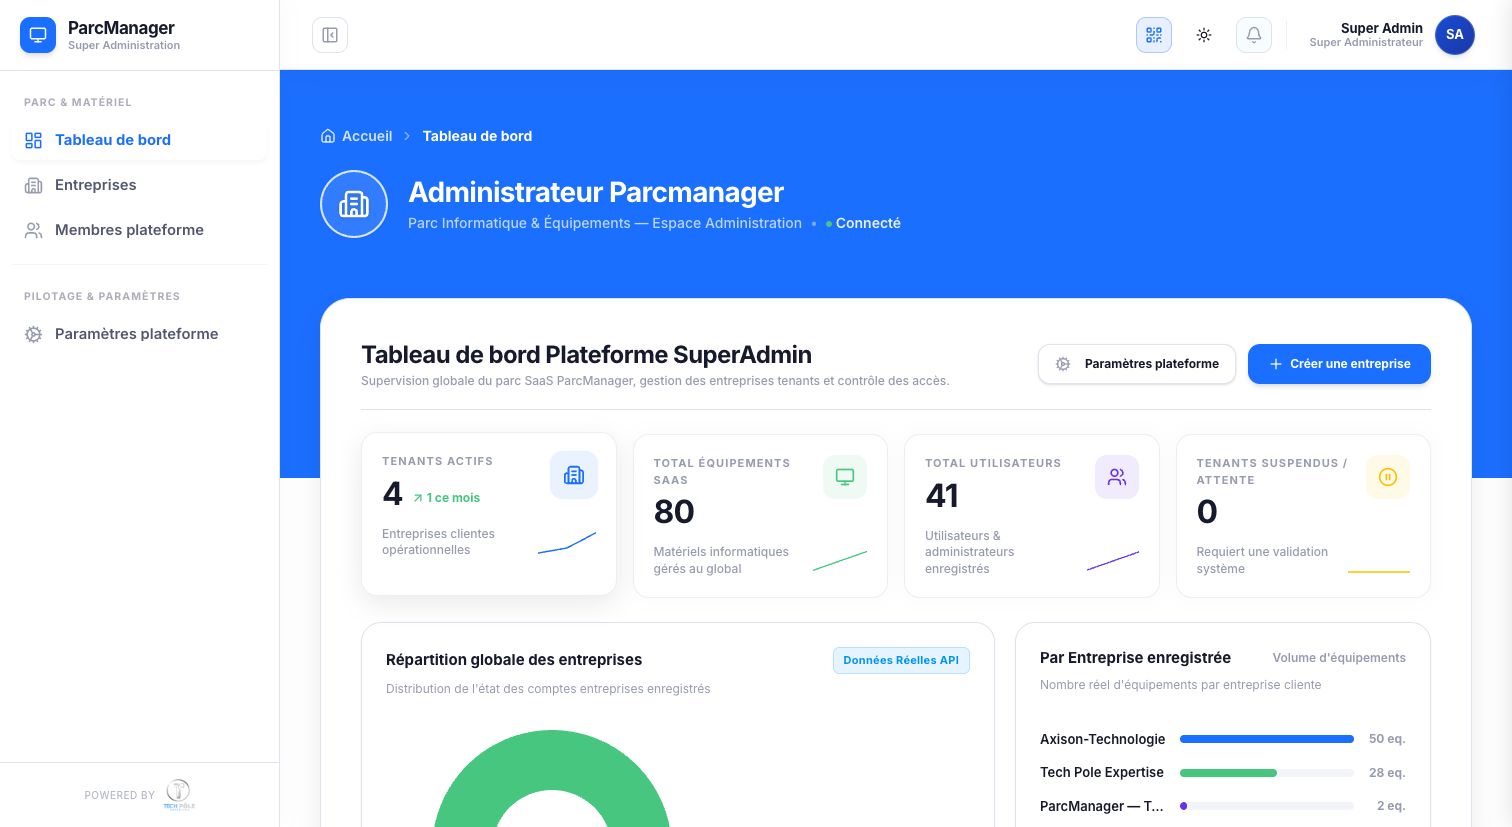 ParcManager
Super Administration
PARC & MATÉRIEL
Tableau de bord
Entreprises
Membres plateforme
PILOTAGE & PARAMÈTRES
Paramètres plateforme
POWERED BY
TECH POLE
Super Admin
Super Administrateur
SA
Accueil
Tableau de bord
Administrateur Parcmanager
Parc Informatique & Équipements — Espace Administration • Connecté
Tableau de bord Plateforme SuperAdmin
Supervision globale du parc SaaS ParcManager, gestion des entreprises tenants et contrôle des accès.
Paramètres plateforme
Créer une entreprise
TENANTS ACTIFS
4 1 ce mois
Entreprises clientes
opérationnelles
TOTAL ÉQUIPEMENTS
SAAS
80
Matériels informatiques
gérés au global
TOTAL UTILISATEURS
41
Utilisateurs &
administrateurs
enregistrés
TENANTS SUSPENDUS /
ATTENTE
0
Requiert une validation
système
Répartition globale des entreprises
Données Réelles API
Distribution de l'état des comptes entreprises enregistrés
Par Entreprise enregistrée
Volume d'équipements
Nombre réel d'équipements par entreprise cliente
Axison-Technologie 50 eq.
Tech Pole Expertise 28 eq.
ParcManager — T... 2 eq.